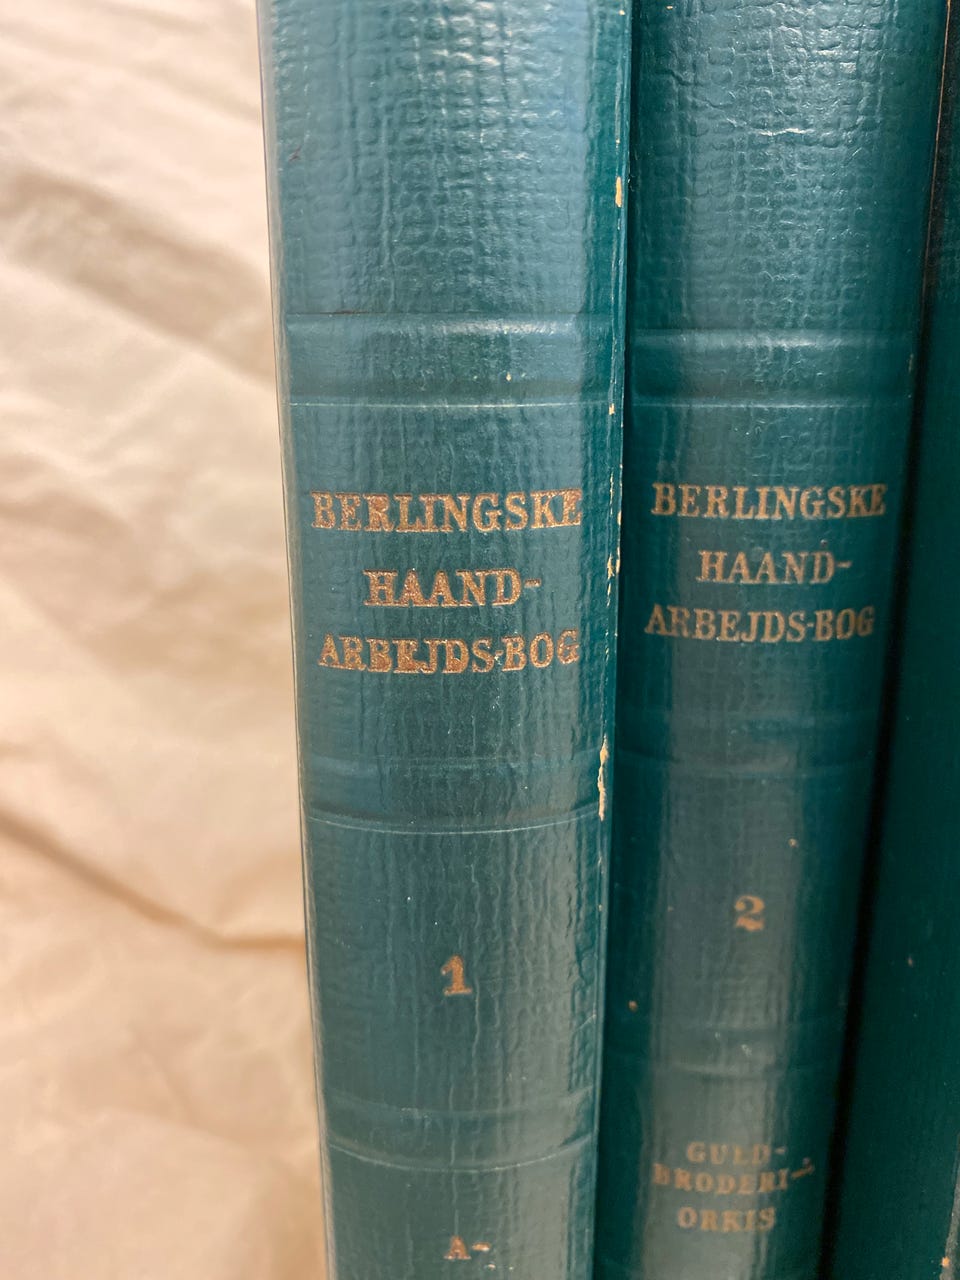 BERLINGSKE
HAAND-
ARBEJDS-BOG
1
A-
BERLINGSKE
HAAND-
ARBEJDS-BOG
2
GULD-
BRODERI-
ORKIS